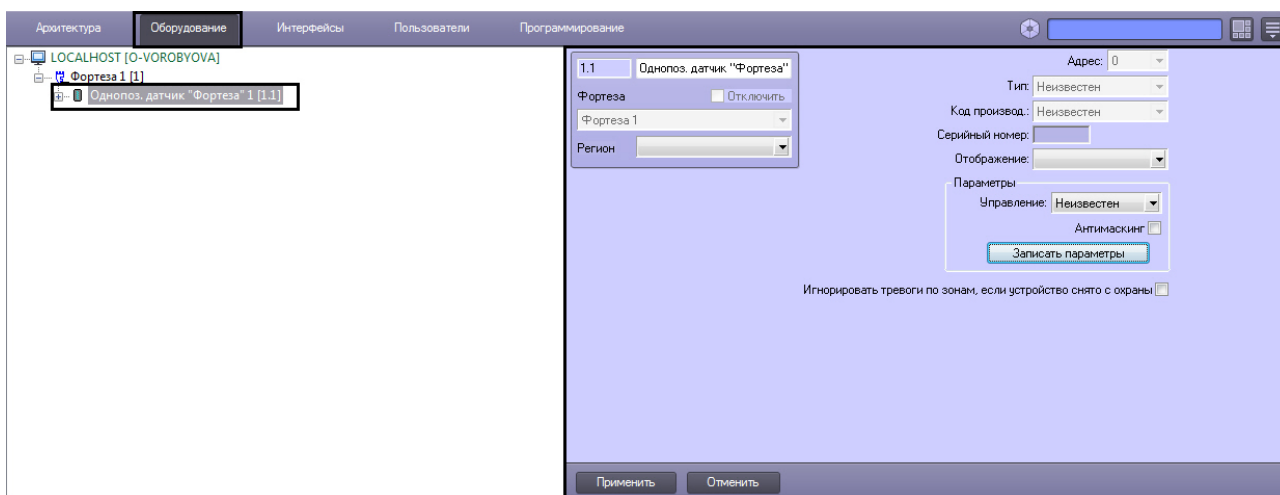 Архитектура Оборудование Интерфейсы Пользователи Программирование
LOCALHOST [O-VOROBYOVA]
Фортеза 1 [1]
Однопоз. датчик "Фортеза" 1 [1.1]
1.1 Однопоз. датчик "Фортеза"
Фортеза Отключить
Фортеза 1
Регион
Адрес: 0
Тип: Неизвестен
Код производ.: Неизвестен
Серийный номер:
Отображение:
Параметры
Управление: Неизвестен
Антимаскинг
Записать параметры
Игнорировать тревоги по зонам, если устройство снято с охраны
Применить Отменить